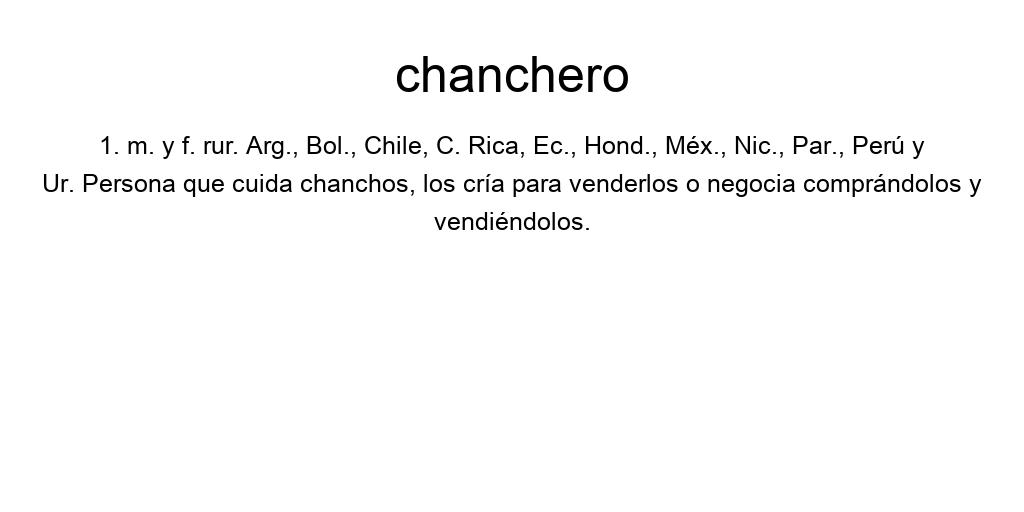 chanchero
1. m. y f. rur. Arg., Bol., Chile, C. Rica, Ec., Hond., Méx., Nic., Par., Perú y
Ur. Persona que cuida chanchos, los cría para venderlos o negocia comprándolos y
vendiéndolos.